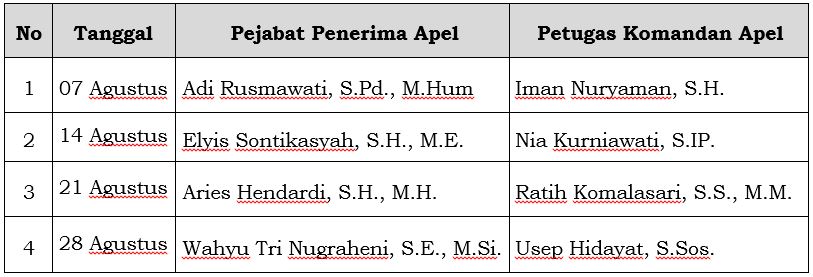 No Tanggal Pejabat Penerima Apel Petugas Komandan Apel
1 07 Agustus Adi Rusmawati, S.Pd., M.Hum Iman Nuryaman, S.H.
2 14 Agustus Elyis Sontikasyah, S.H., M.E. Nia Kurniawati, S.IP.
3 21 Agustus Aries Hendardi, S.H., M.H. Ratih Komalasari, S.S., M.M.
4 28 Agustus Wahyu Tri Nugraheni, S.E., M.Si. Usep Hidayat, S.Sos.